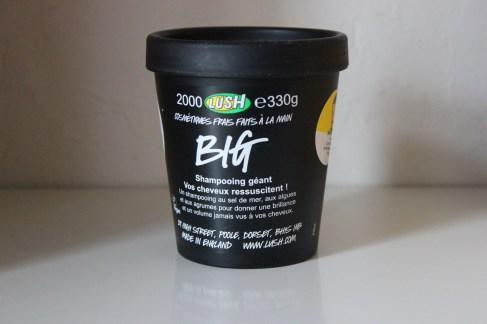 2000 LUSH e330g
COSMÉTIQUES FRAIS FAITS À LA MAIN
BIG
Shampooing géant
Vos cheveux ressuscitent !
Un shampooing au sel de mer, aux algues
et aux agrumes pour donner une brillance
et un volume jamais vus à vos cheveux.
29 HIGH STREET, POOLE, DORSET, BH15 1AB
MADE IN ENGLAND WWW.LUSH.COM